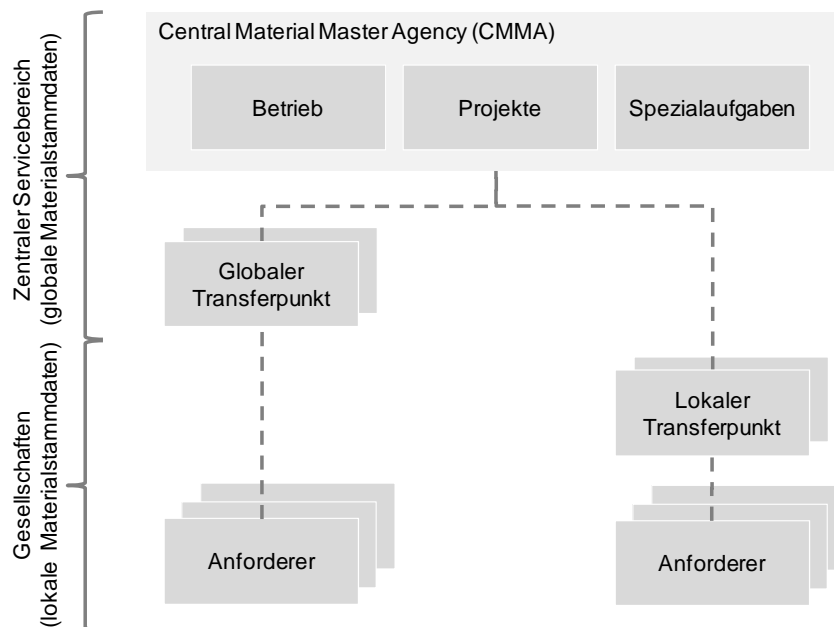 Central Material Master Agency (CMMA)
Betrieb
Projekte
Spezialaufgaben
Zentraler Servicebereich
(globale Materialstammdaten)
Globaler
Transferpunkt
Lokaler
Transferpunkt
Gesellschaften
(lokale Materialstammdaten)
Anforderer
Anforderer